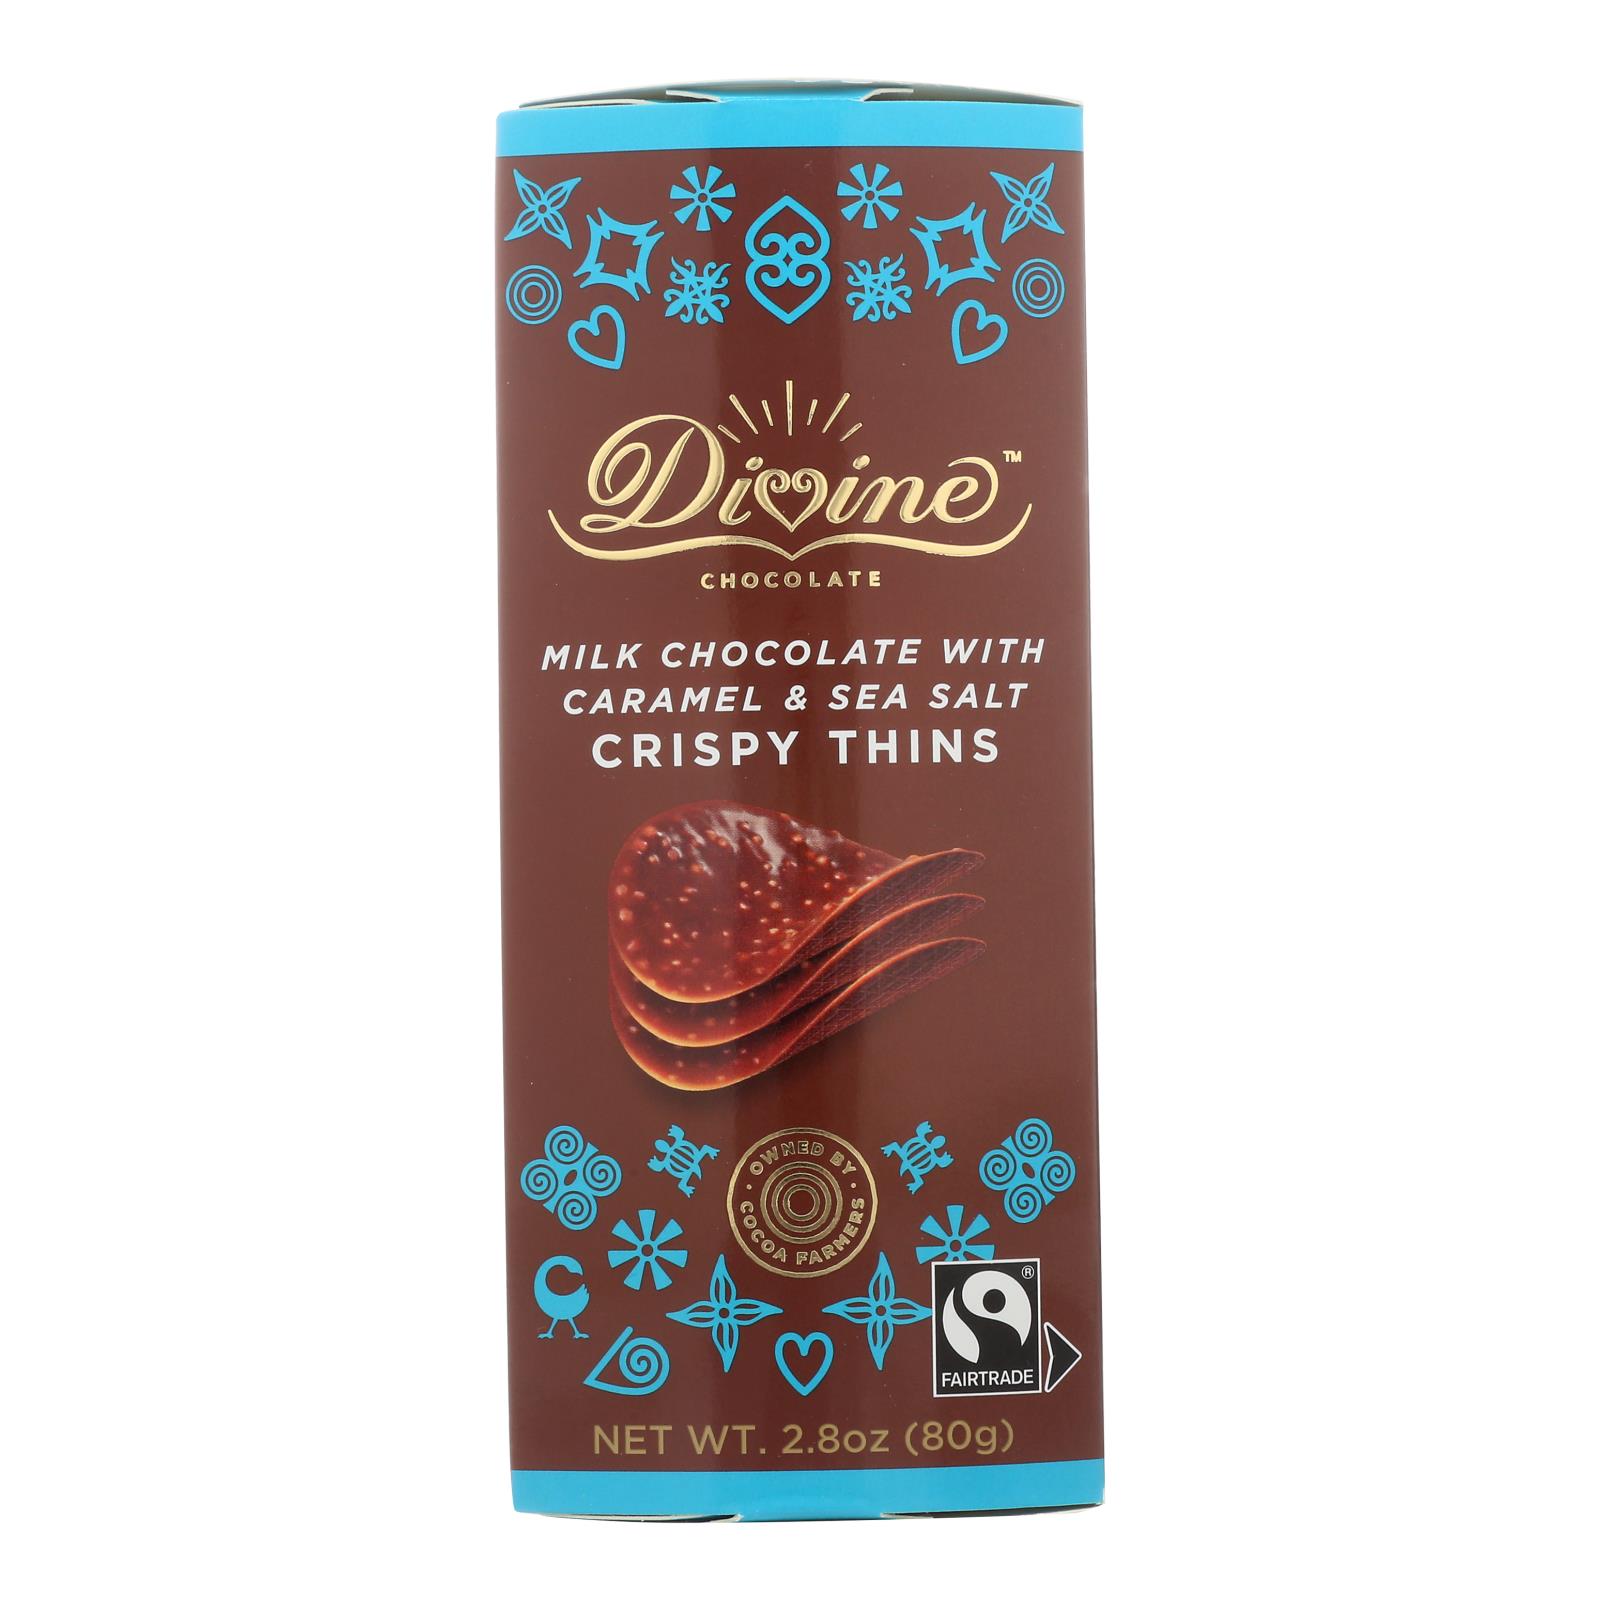 Divine™
CHOCOLATE
MILK CHOCOLATE WITH
CARAMEL & SEA SALT
CRISPY THINS
OWNED BY
COCOA FARMERS
®
FAIRTRADE
NET WT. 2.8oz (80g)